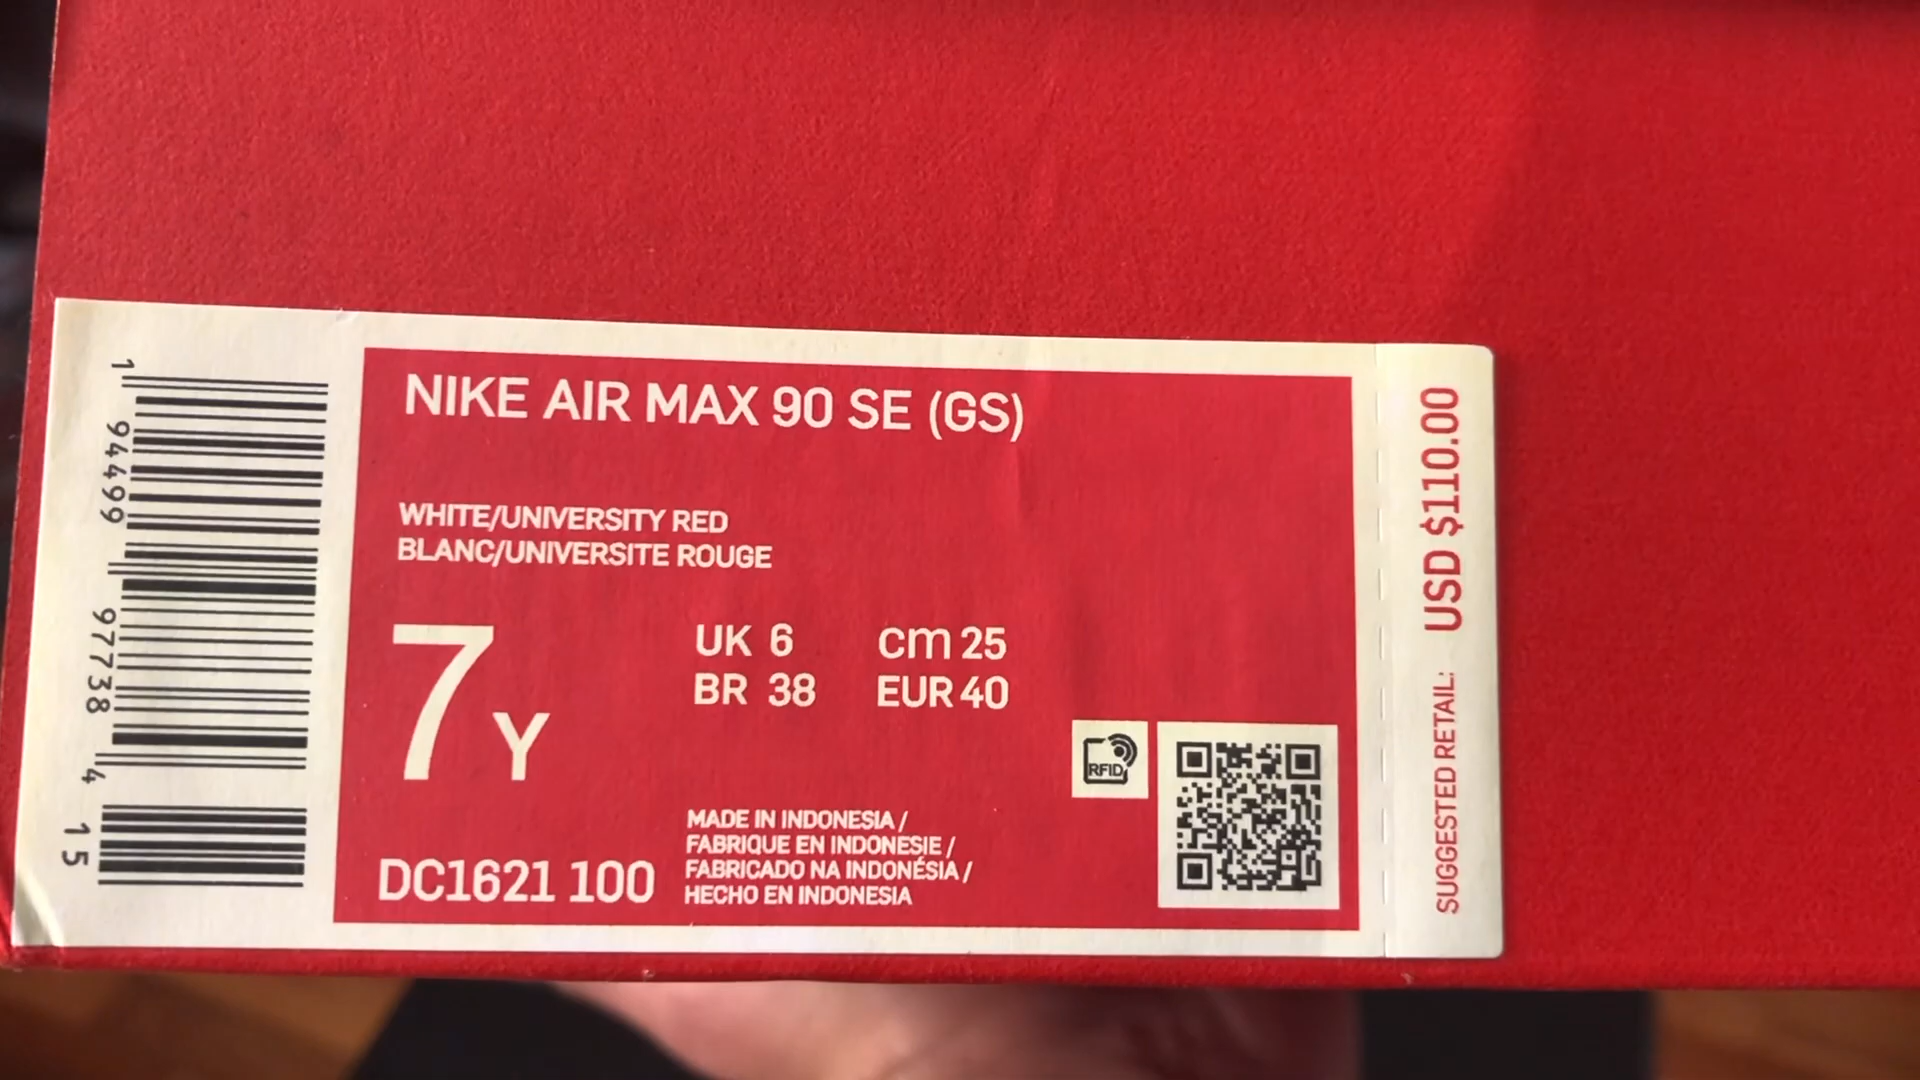 NIKE AIR MAX 90 SE (GS)
WHITE/UNIVERSITY RED
BLANC/UNIVERSITE ROUGE
7Y
UK 6 cm 25
BR 38 EUR 40
RFID
MADE IN INDONESIA /
FABRIQUE EN INDONESIE /
FABRICADO NA INDONÉSIA /
HECHO EN INDONESIA
DC1621 100
1 94499 97738 4 15
SUGGESTED RETAIL: USD $110.00